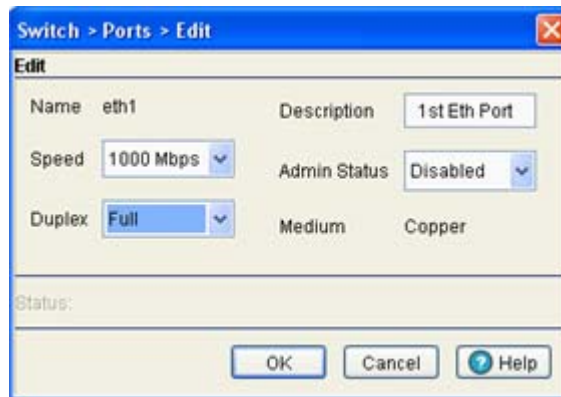 Switch > Ports > Edit
Edit
Name eth1
Description 1st Eth Port
Speed 1000 Mbps
Admin Status Disabled
Duplex Full
Medium Copper
Status:
OK Cancel Help